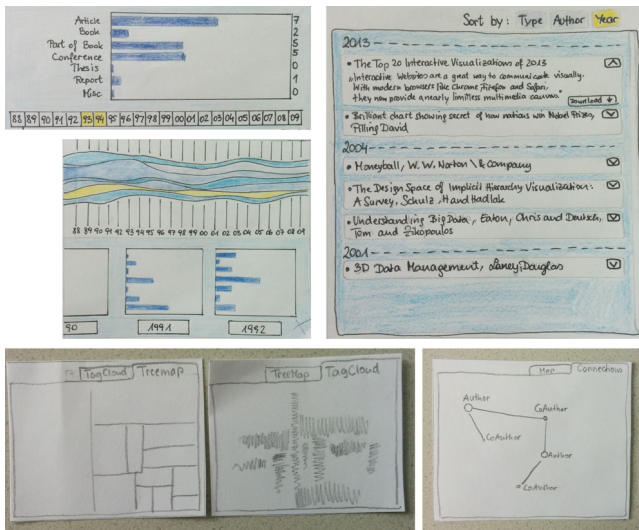 Article 7
Book 2
Part of Book 5
Conference 5
Thesis 0
Report 1
Misc 0
88 89 90 91 92 93 94 95 96 97 98 99 00 01 02 03 04 05 06 07 08 09
88 89 90 91 92 93 94 95 96 97 98 99 00 01 02 03 04 05 06 07 08 09
90 1991 1992
Sort by: Type Author Year
2013
• The Top 20 Interactive Visualizations of 2013
„Interactive Websites are a great way to communicate visually.
With modern browsers like Chrome, Firefox and Safari,
they now provide a nearly limitless multimedia canvas."
Download
• Brilliant chart showing secret of how nations win Nobel Prizes,
Pilling David
2004
• Moneyball, W. W. Norton \& Company
• The Design Space of Implicit Hierarchy Visualization:
A Survey, Schulz, H and Hadlak
• Understanding Big Data, Eaton, Chris and Deutsch,
Tom and Zikopoulos
2001
• 3D Data Management, Laney, Douglas
TagCloud Treemap
TreeMap TagCloud
Map Connections
Author
CoAuthor
CoAuthor
Author
CoAuthor